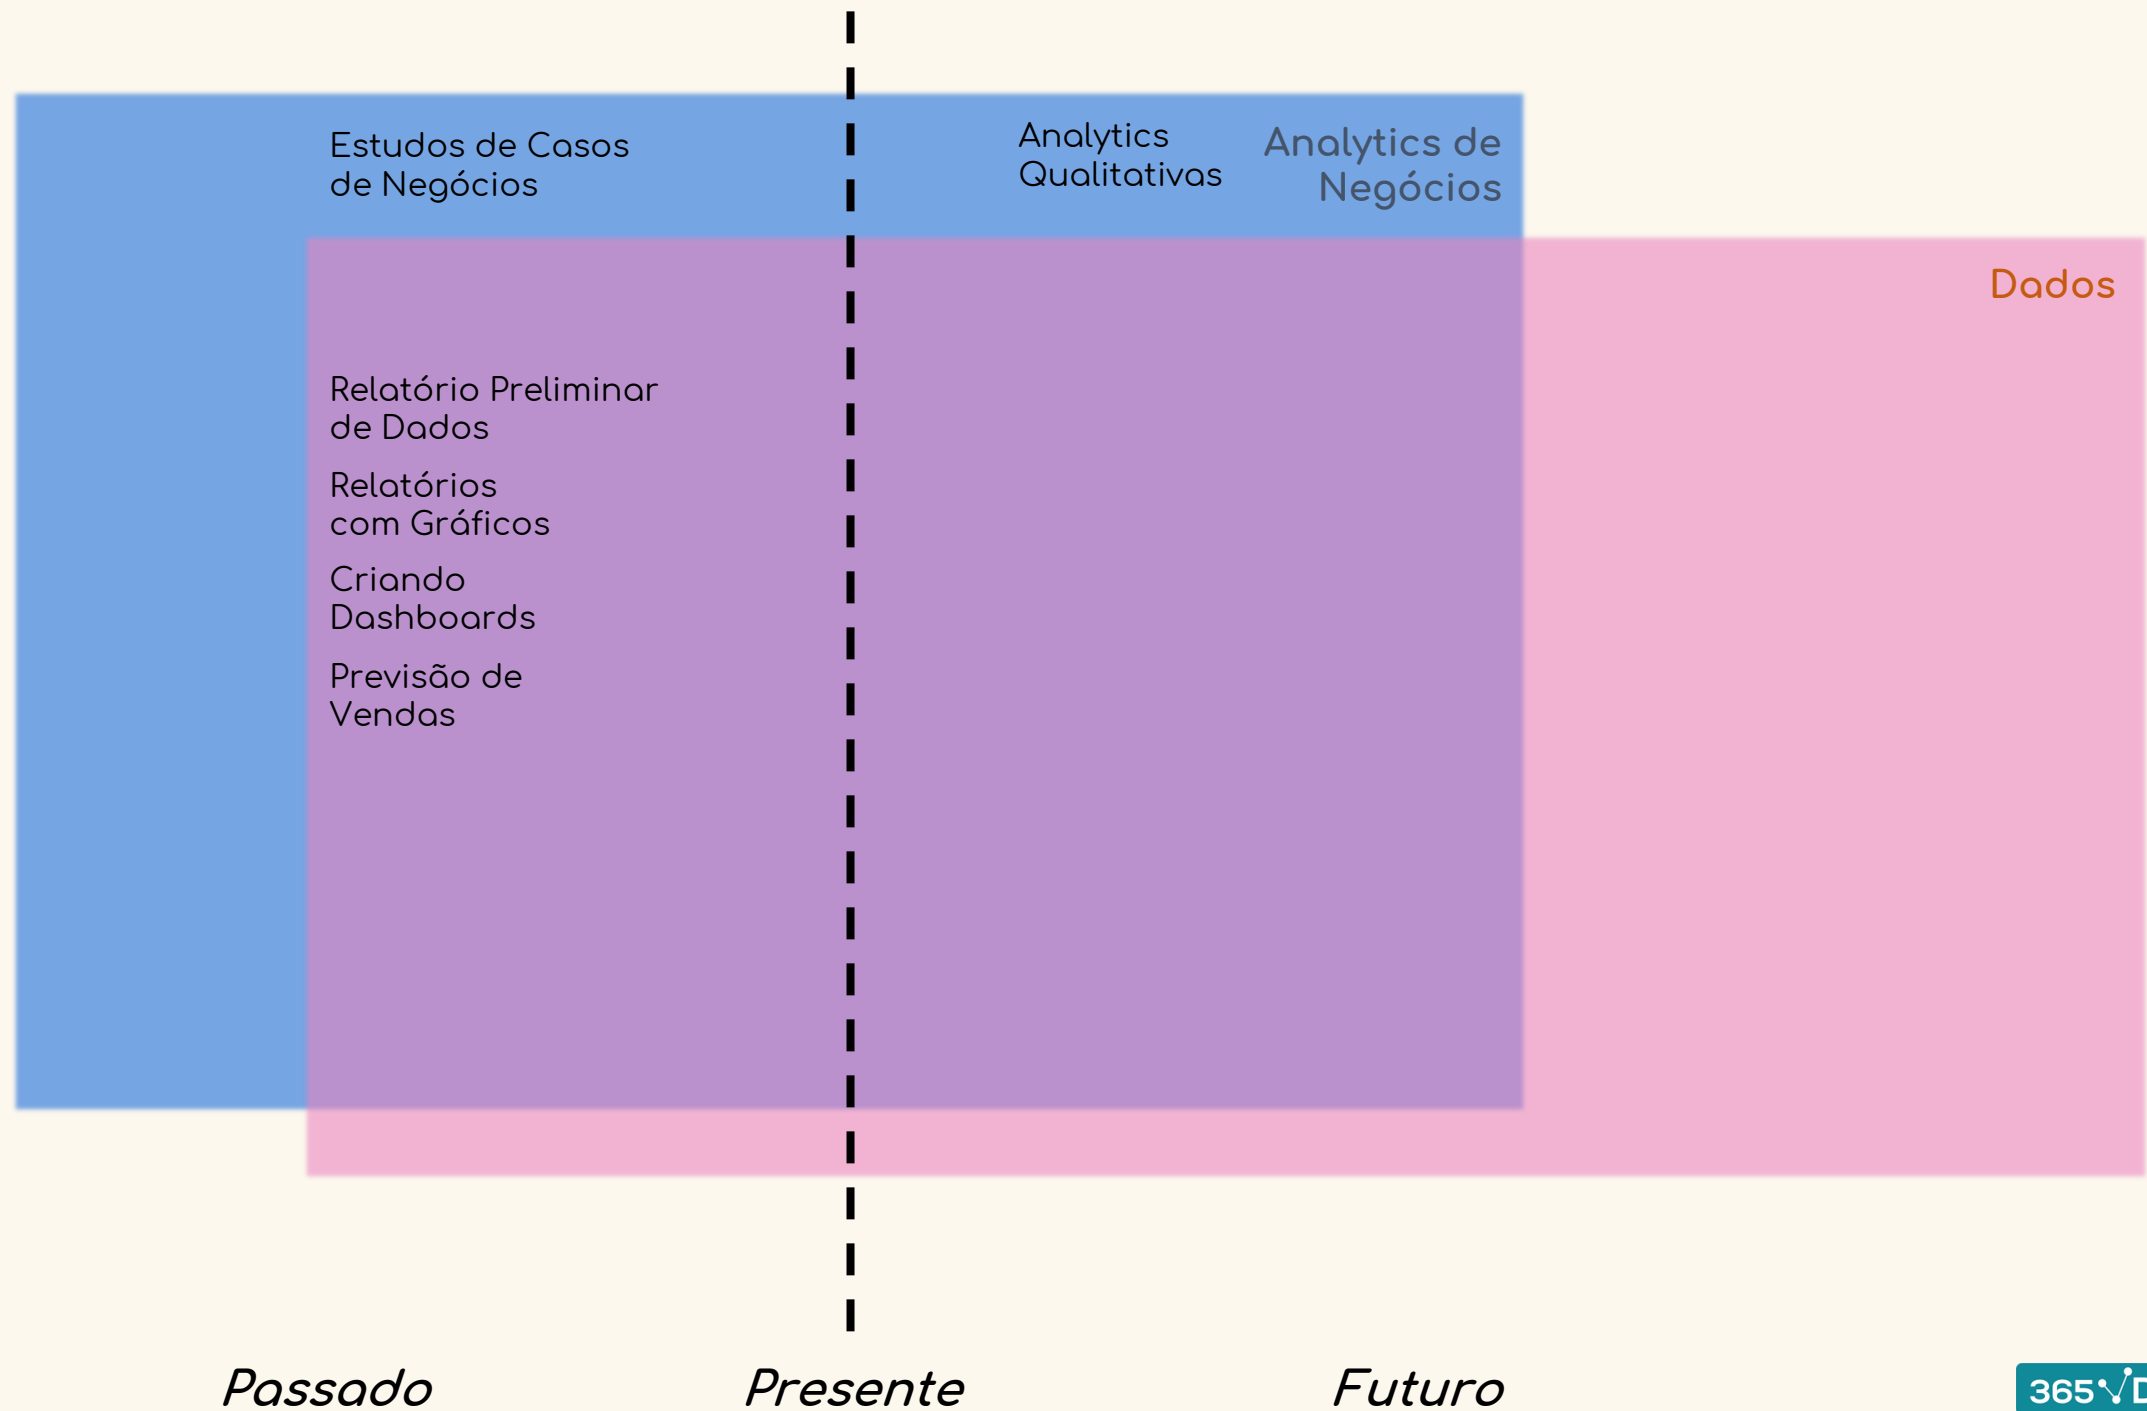 Estudos de Casos
de Negócios
Analytics
Qualitativas
Analytics de
Negócios
Dados
Relatório Preliminar
de Dados
Relatórios
com Gráficos
Criando
Dashboards
Previsão de
Vendas
Passado
Presente
Futuro
365 D